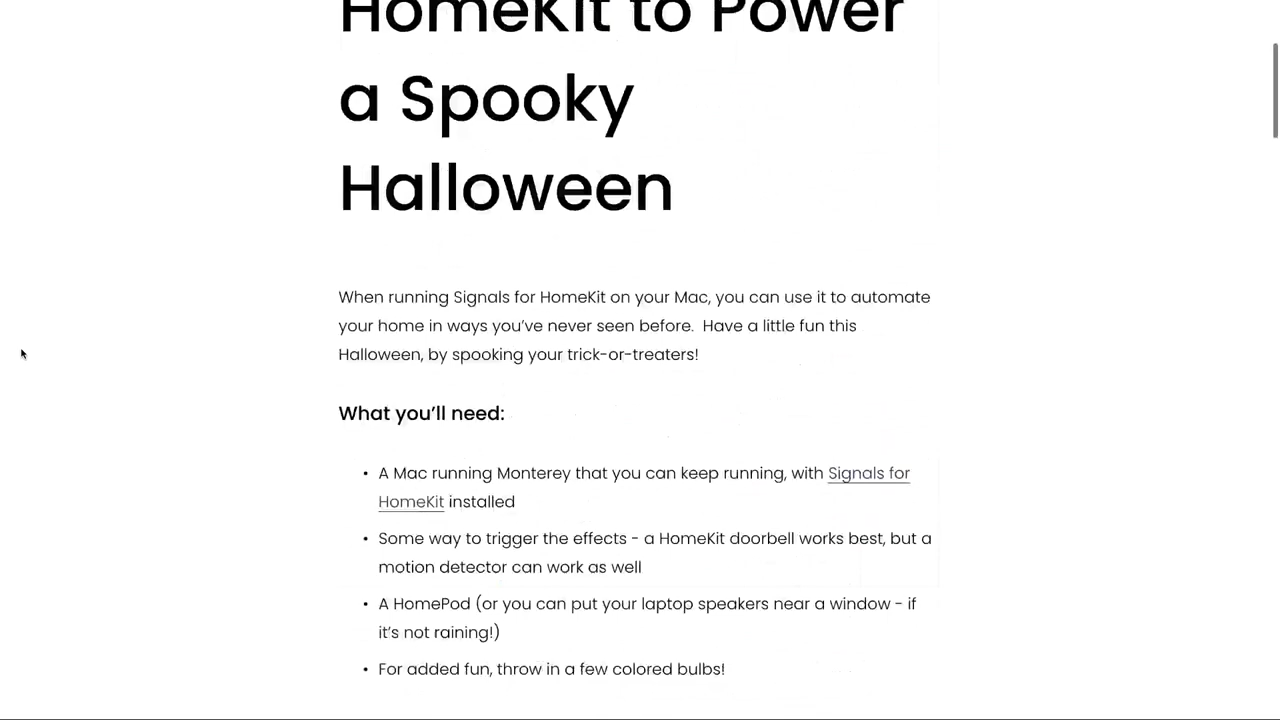 HomeKit to Power
a Spooky
Halloween
When running Signals for HomeKit on your Mac, you can use it to automate
your home in ways you’ve never seen before.  Have a little fun this
Halloween, by spooking your trick-or-treaters!
What you’ll need:
• A Mac running Monterey that you can keep running, with Signals for
HomeKit installed
• Some way to trigger the effects - a HomeKit doorbell works best, but a
motion detector can work as well
• A HomePod (or you can put your laptop speakers near a window - if
it’s not raining!)
• For added fun, throw in a few colored bulbs!